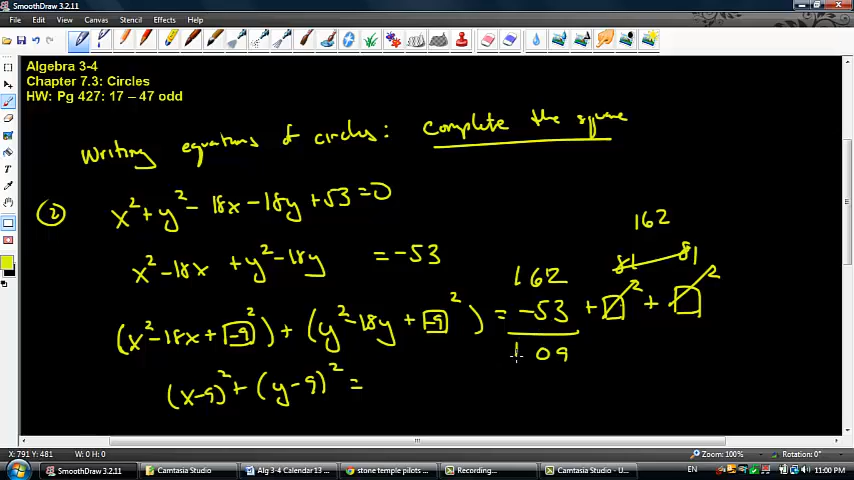 SmoothDraw 3.2.11
File Edit View Canvas Stencil Effects Help
Algebra 3-4
Chapter 7.3: Circles
HW: Pg 427: 17 – 47 odd
Writing equations of circles: Complete the square
② x² + y² - 18x - 18y + 53 = 0
162
x² - 18x + y² - 18y = -53
81 81
162
(x² - 18x + -9²) + (y² - 18y + -9²) = -53 + □² + □²
109
(x-9)² + (y-9)² =
X: 791 Y: 481 W: 0 H: 0 Zoom: 100% Rotation: 0°
SmoothDraw 3.2.11 Camtasia Studio Alg 3-4 Calendar 13 ... stone temple pilots ... Recording... Camtasia Studio - U... EN 11:00 PM